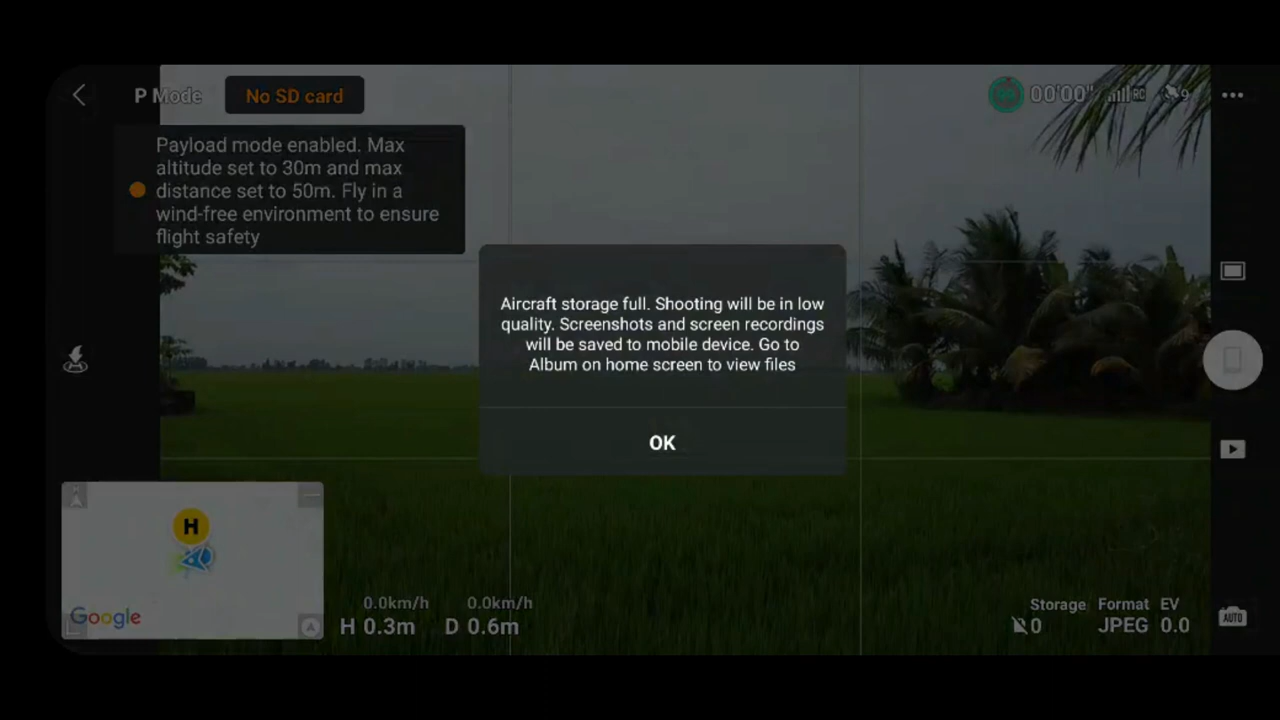 P Mode
No SD card
00'00"
RC
9
Payload mode enabled. Max
altitude set to 30m and max
distance set to 50m. Fly in a
wind-free environment to ensure
flight safety
Aircraft storage full. Shooting will be in low
quality. Screenshots and screen recordings
will be saved to mobile device. Go to
Album on home screen to view files
OK
H
Google
0.0km/h 0.0km/h
H 0.3m D 0.6m
Storage Format EV
0 JPEG 0.0
AUTO